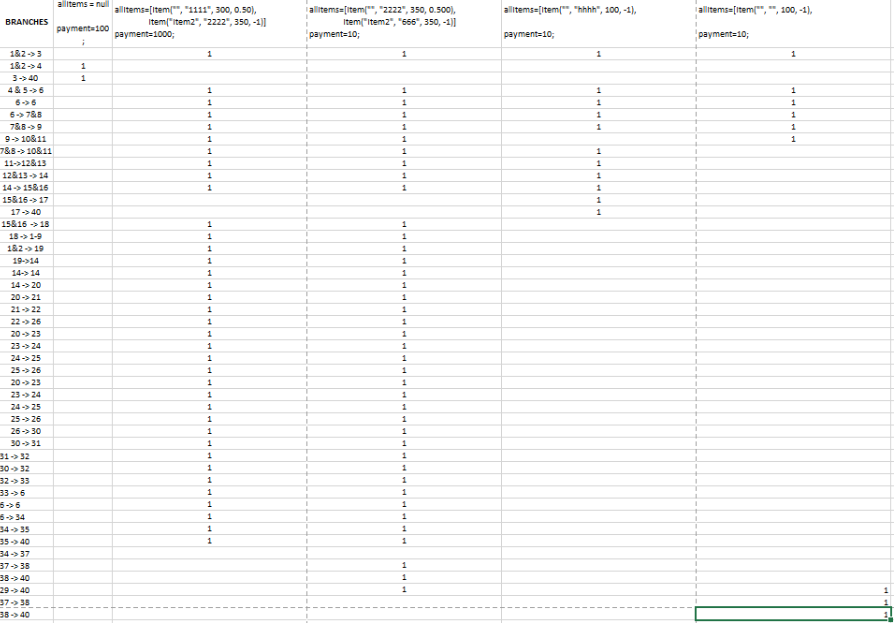 allItems = null allItems=[Item("", "1111", 300, 0.50), allItems=[Item("", "2222", 350, 0.500), allItems=[Item("", "hhhh", 100, -1), allItems=[Item("", "", 100, -1),
BRANCHES Item("Item2", "2222", 350, -1)] Item("Item2", "666", 350, -1)]
payment=100 payment=1000; payment=10; payment=10; payment=10;
;
1&2 -> 3 1 1 1
1&2 -> 4 1
3 -> 40 1
4 & 5 -> 6 1 1 1 1
6 -> 6 1 1 1 1
6 -> 7&8 1 1 1 1
7&8 -> 9 1 1 1 1
9 -> 10&11 1 1 1
7&8 -> 10&11 1 1 1
11->12&13 1 1 1
12&13 -> 14 1 1 1
14 -> 15&16 1 1 1
15&16 -> 17 1
17 -> 40 1
15&16 -> 18 1 1
18 -> 1-9 1 1
1&2 -> 19 1 1
19->14 1 1
14-> 14 1 1
14 -> 20 1 1
20 -> 21 1 1
21 -> 22 1 1
22 -> 26 1 1
20 -> 23 1 1
23 -> 24 1 1
24 -> 25 1 1
25 -> 26 1 1
20 -> 23 1 1
23 -> 24 1 1
24 -> 25 1 1
25 -> 26 1 1
26 -> 30 1 1
30 -> 31 1 1
31 -> 32 1 1
30 -> 32 1 1
32 -> 33 1 1
33 -> 6 1 1
6 -> 6 1 1
6 -> 34 1 1
34 -> 35 1 1
35 -> 40 1 1
34 -> 37
37 -> 38 1
38 -> 40 1
29 -> 40 1 1
37 -> 38 1
38 -> 40 1